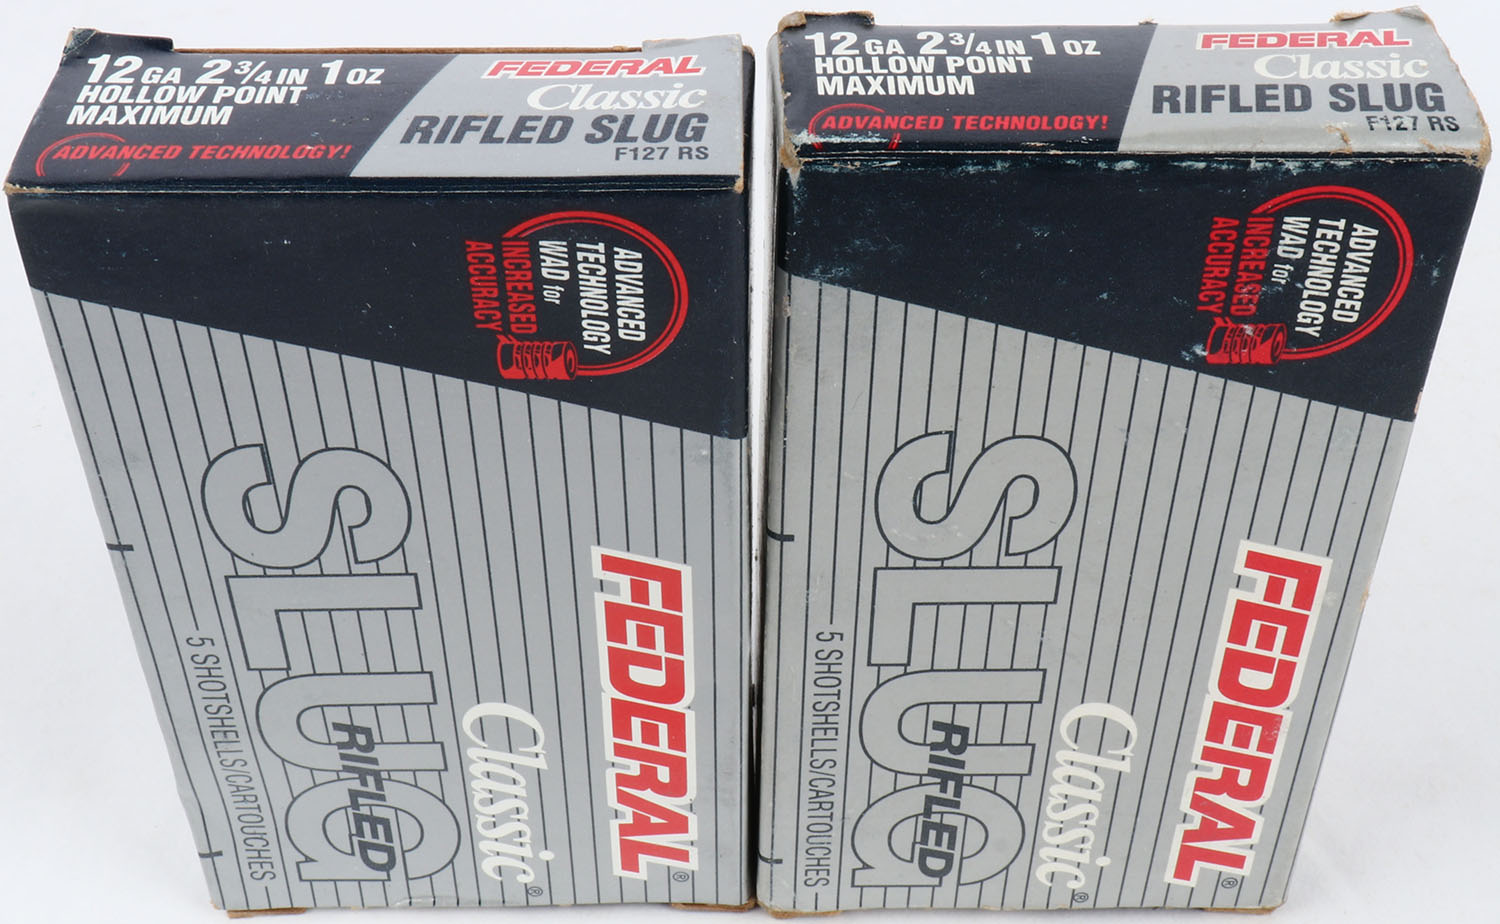 12 GA 2 3/4 IN 1 OZ
HOLLOW POINT
MAXIMUM
ADVANCED TECHNOLOGY!
FEDERAL
Classic
RIFLED SLUG
F127 RS
ADVANCED
TECHNOLOGY
WAD for
INCREASED
ACCURACY
FEDERAL®
Classic®
SLUG
RIFLED
5 SHOTSHELLS/CARTOUCHES
12 GA 2 3/4 IN 1 OZ
HOLLOW POINT
MAXIMUM
ADVANCED TECHNOLOGY!
FEDERAL
Classic
RIFLED SLUG
F127 RS
ADVANCED
TECHNOLOGY
WAD for
INCREASED
ACCURACY
FEDERAL®
Classic®
SLUG
RIFLED
5 SHOTSHELLS/CARTOUCHES